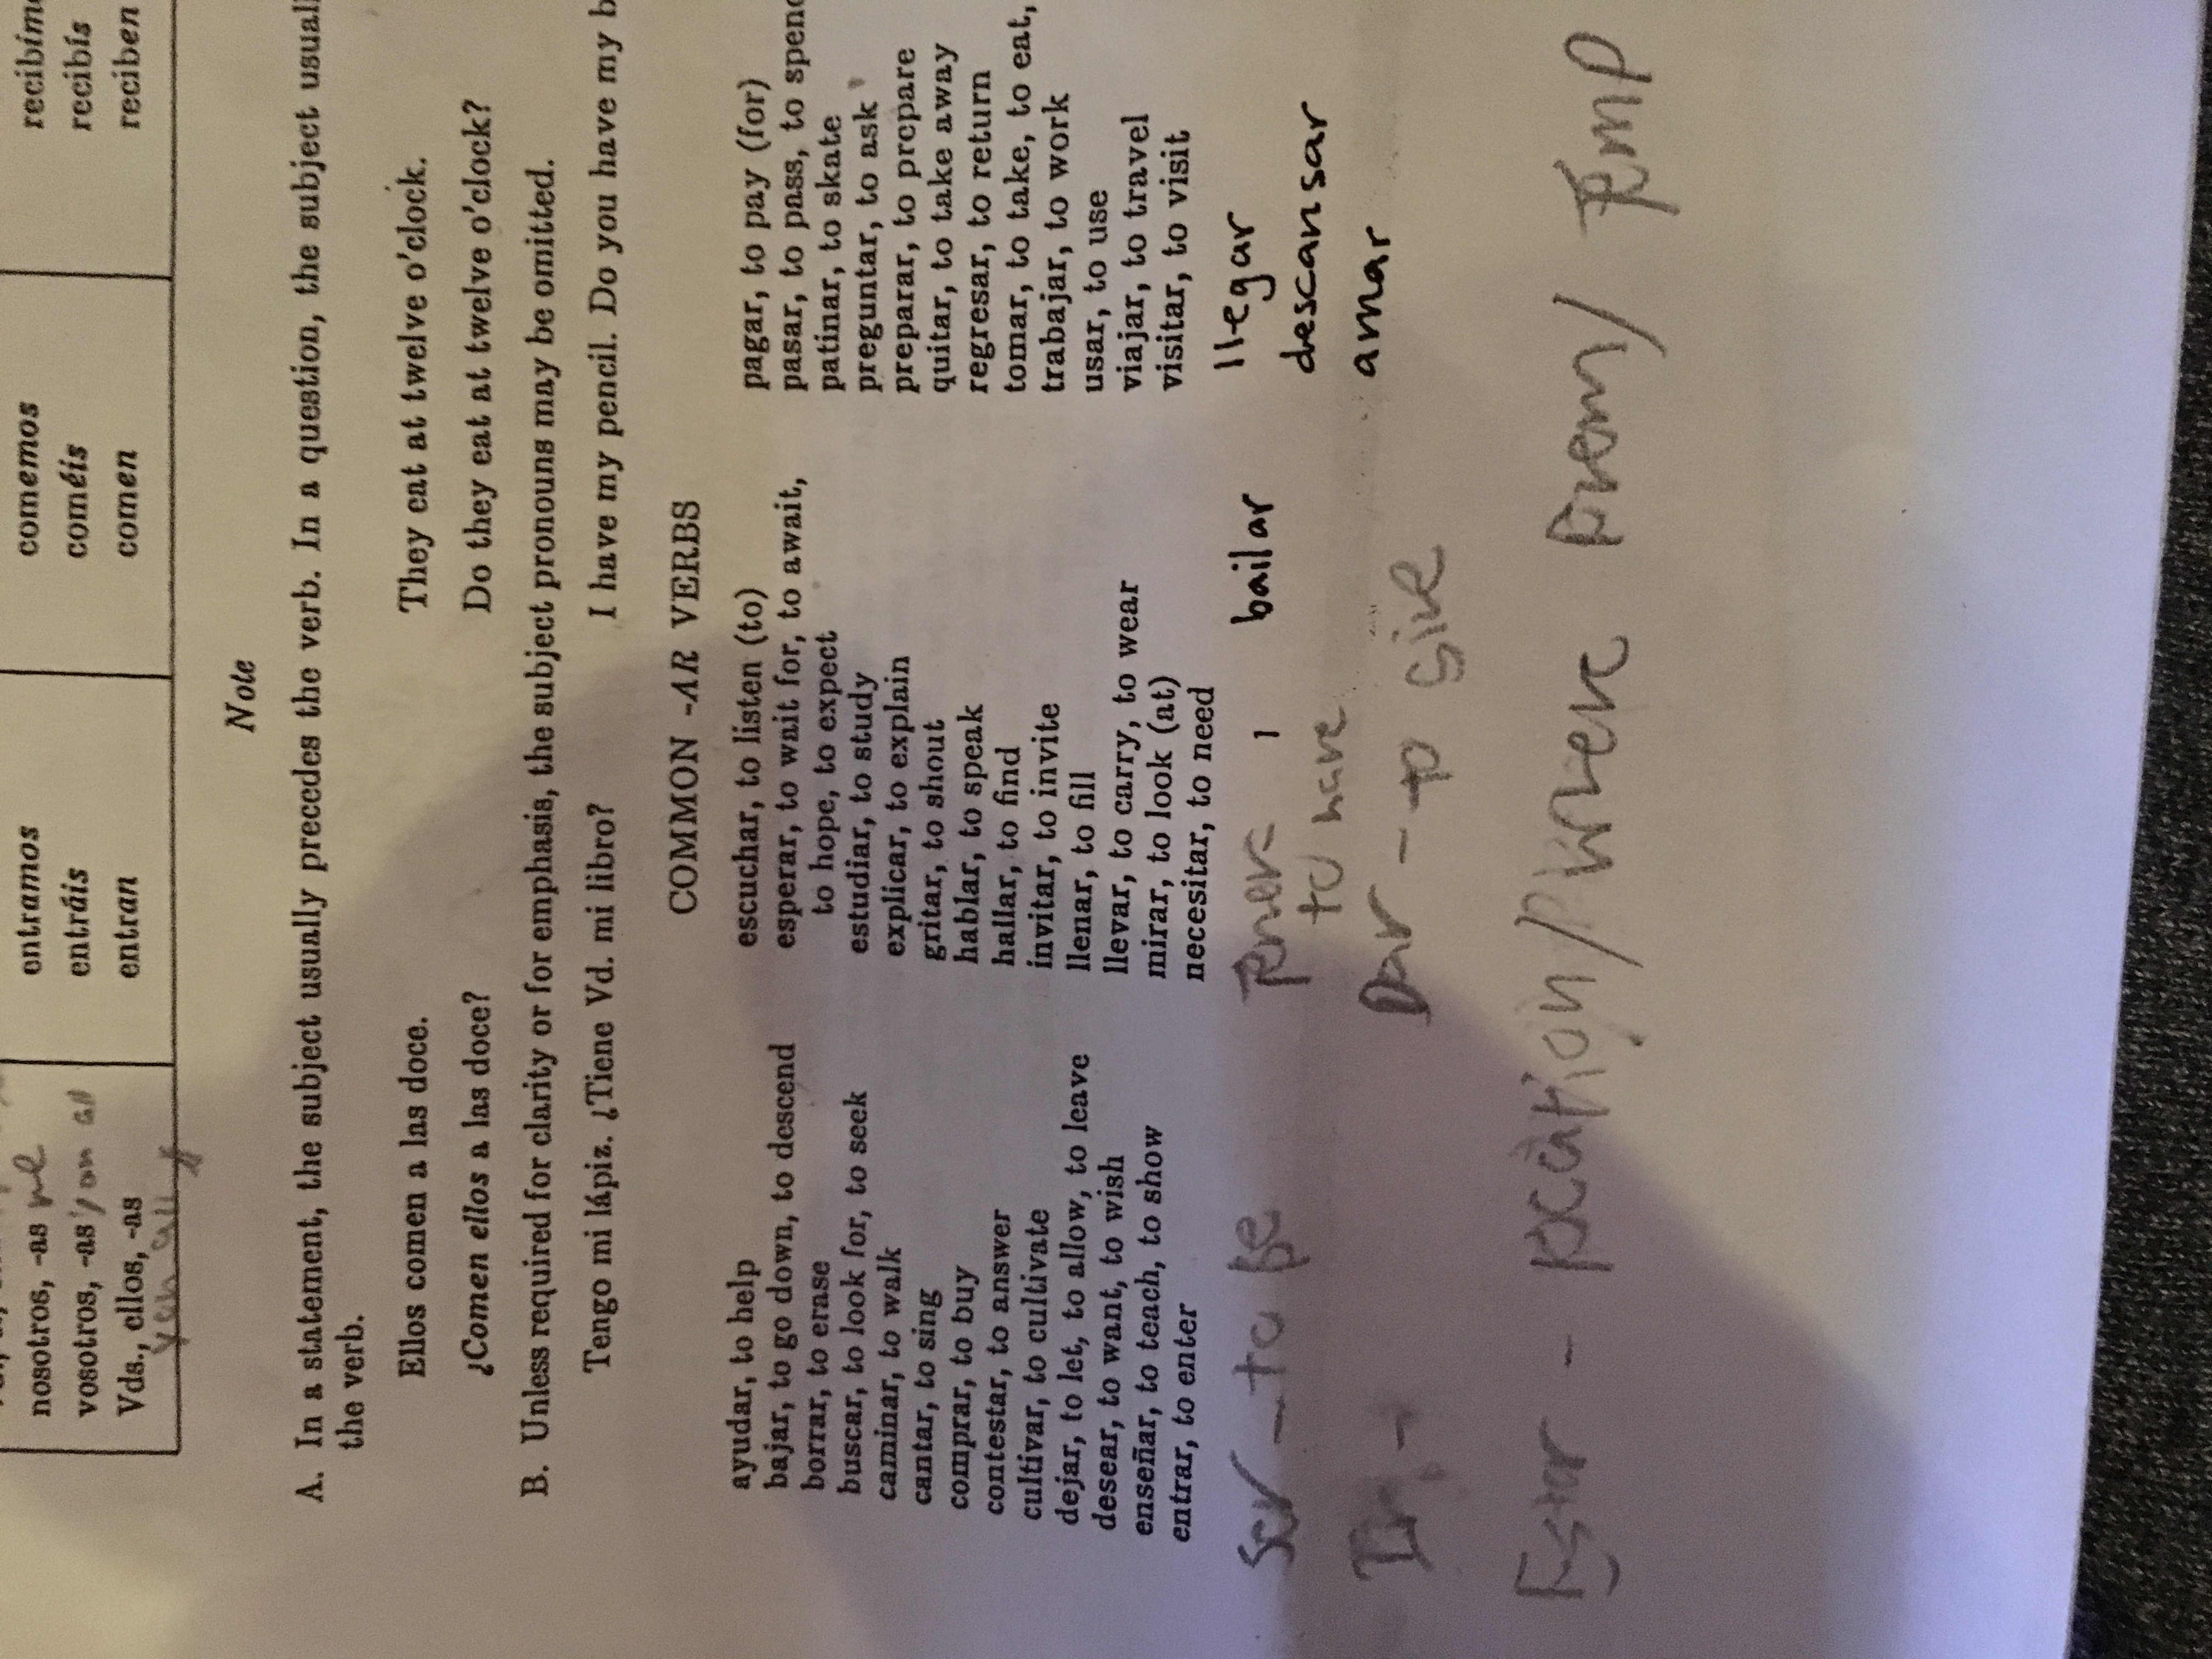 nosotros, -as we entramos comemos recibimo
vosotros, -as you all entráis coméis recibís
Vds., ellos, -as entran comen reciben
you all
Note
A. In a statement, the subject usually precedes the verb. In a question, the subject usuall
the verb.
Ellos comen a las doce. They eat at twelve o'clock.
¿Comen ellos a las doce? Do they eat at twelve o'clock?
B. Unless required for clarity or for emphasis, the subject pronouns may be omitted.
Tengo mi lápiz. ¿Tiene Vd. mi libro? I have my pencil. Do you have my b
COMMON -AR VERBS
ayudar, to help
bajar, to go down, to descend
borrar, to erase
buscar, to look for, to seek
caminar, to walk
cantar, to sing
comprar, to buy
contestar, to answer
cultivar, to cultivate
dejar, to let, to allow, to leave
desear, to want, to wish
enseñar, to teach, to show
entrar, to enter
escuchar, to listen (to)
esperar, to wait for, to await,
to hope, to expect
estudiar, to study
explicar, to explain
gritar, to shout
hablar, to speak
hallar, to find
invitar, to invite
llenar, to fill
llevar, to carry, to wear
mirar, to look (at)
necesitar, to need
pagar, to pay (for)
pasar, to pass, to spend
patinar, to skate
preguntar, to ask
preparar, to prepare
quitar, to take away
regresar, to return
tomar, to take, to eat,
trabajar, to work
usar, to use
viajar, to travel
visitar, to visit
ser - to be
Tener - bailar llegar
to have descansar
Ir - Dar - to give amar
Estar - location / where From / Temp